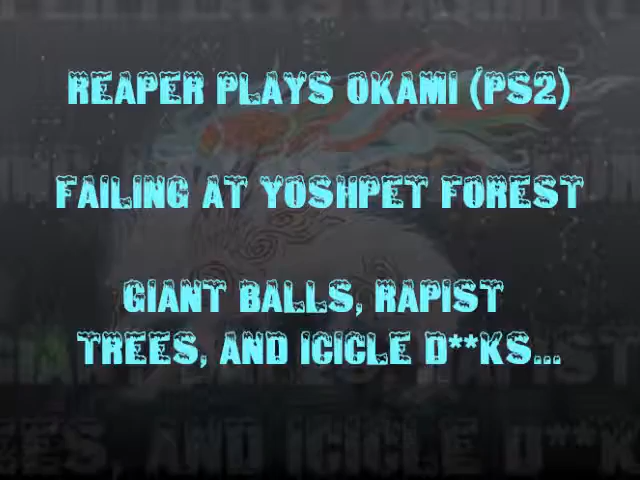 REAPER PLAYS OKAMI (PS2)
FAILING AT YOSHPET FOREST
GIANT BALLS, RAPIST
TREES, AND ICICLE D**KS...